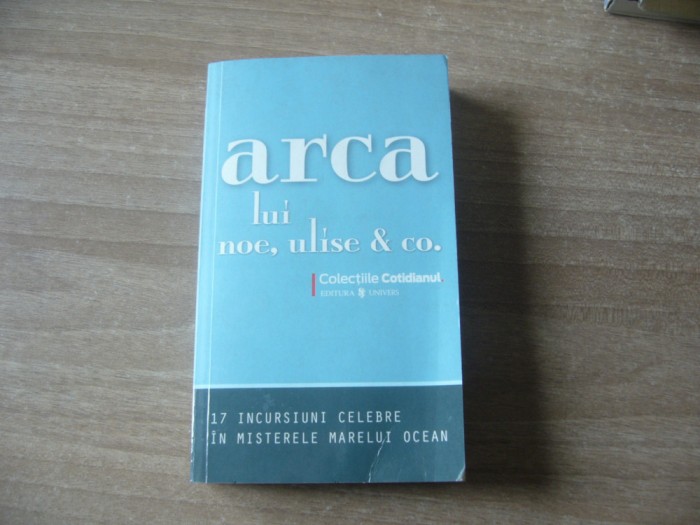 arca
lui
noe, ulise & co.
Colecțiile Cotidianul
EDITURA UNIVERS
17 INCURSIUNI CELEBRE
ÎN MISTERELE MARELUI OCEAN